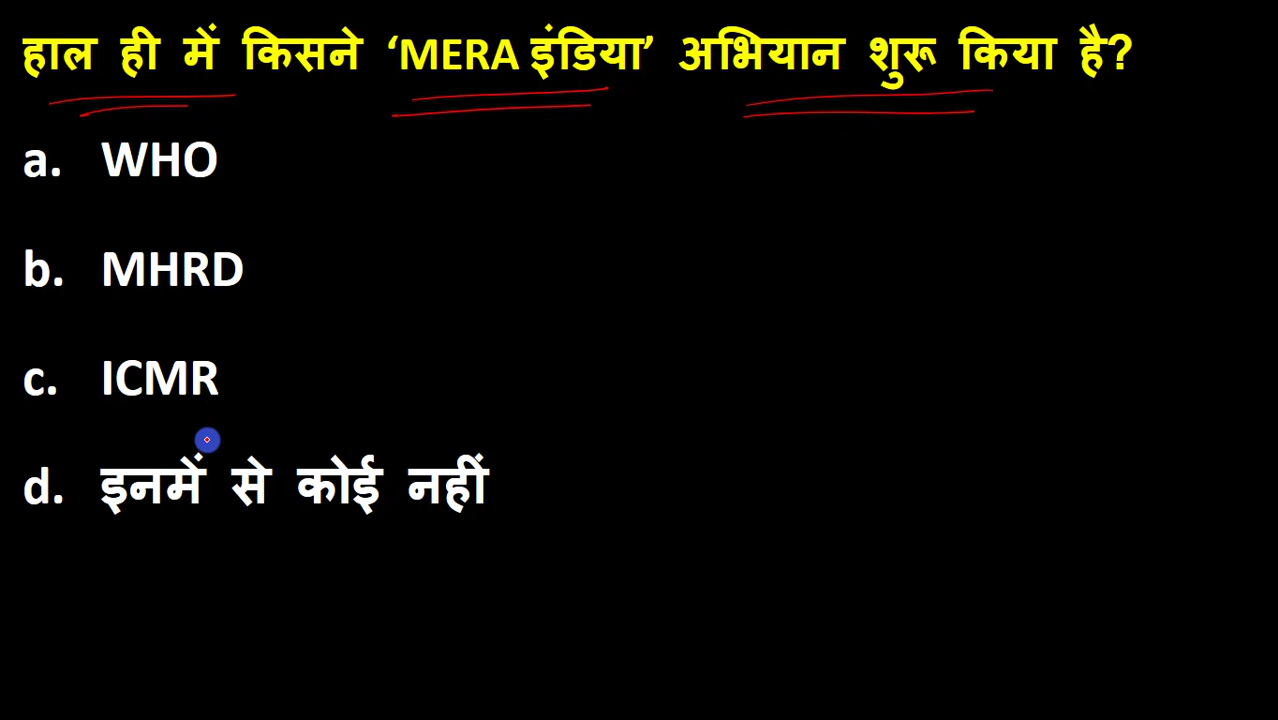 हाल ही में किसने ‘MERA इंडिया’ अभियान शुरू किया है?
a. WHO
b. MHRD
c. ICMR
d. इनमें से कोई नहीं